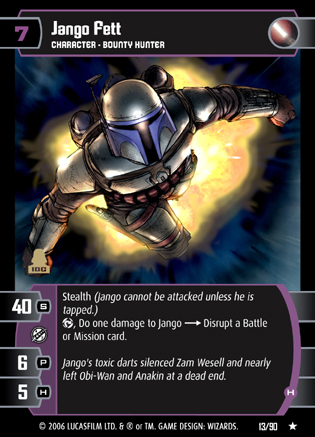 7
Jango Fett
CHARACTER • BOUNTY HUNTER
IDC
40 S
Stealth (Jango cannot be attacked unless he is
tapped.)
, Do one damage to Jango → Disrupt a Battle
or Mission card.
6 P
Jango's toxic darts silenced Zam Wesell and nearly
left Obi-Wan and Anakin at a dead end.
5 H
H
© 2006 LUCASFILM LTD. & ® or TM. GAME DESIGN: WIZARDS. 13/90 ★